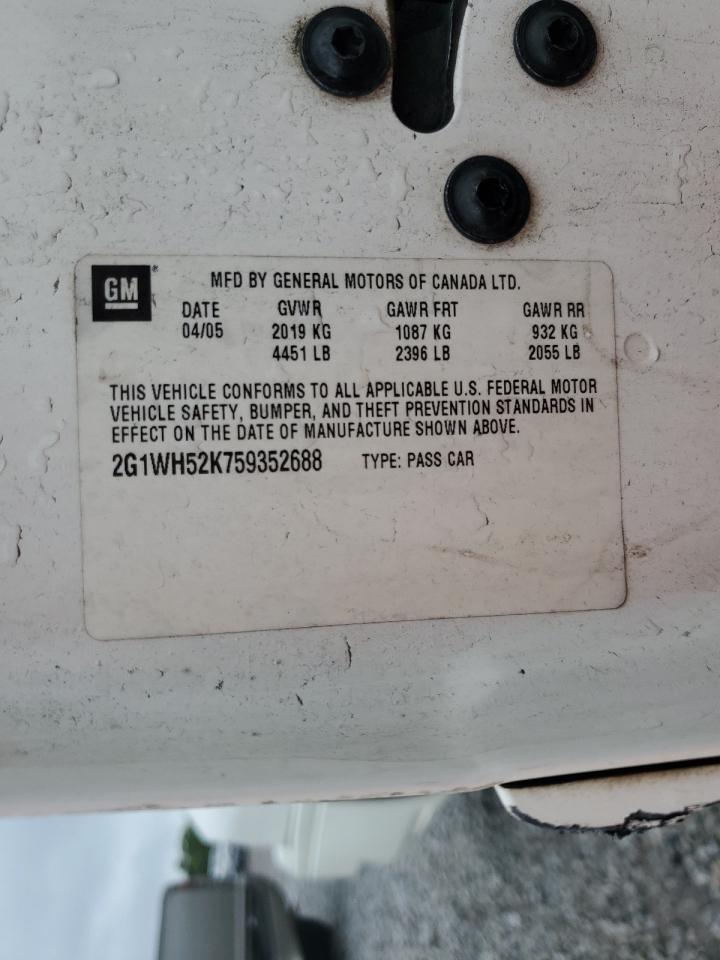 GM® MFD BY GENERAL MOTORS OF CANADA LTD.
DATE GVWR GAWR FRT GAWR RR
04/05 2019 KG 1087 KG 932 KG
4451 LB 2396 LB 2055 LB
THIS VEHICLE CONFORMS TO ALL APPLICABLE U.S. FEDERAL MOTOR
VEHICLE SAFETY, BUMPER, AND THEFT PREVENTION STANDARDS IN
EFFECT ON THE DATE OF MANUFACTURE SHOWN ABOVE.
2G1WH52K759352688 TYPE: PASS CAR